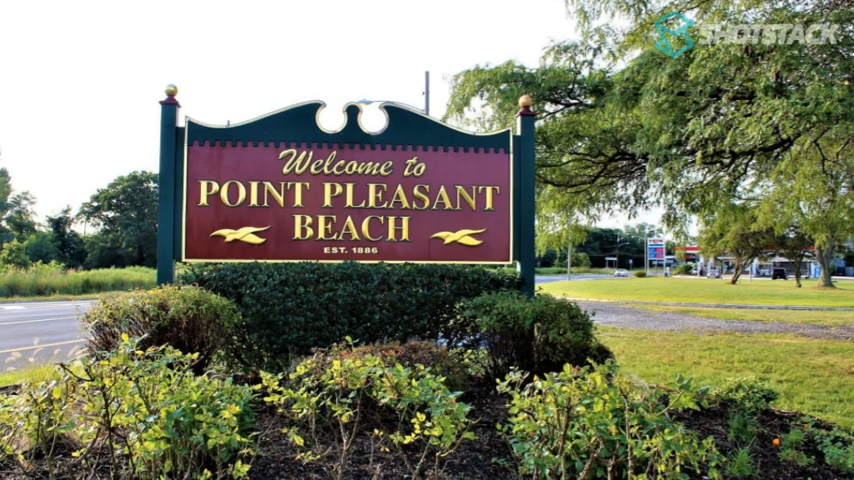 SHOTSTACK
Welcome to
POINT PLEASANT
BEACH
EST. 1886